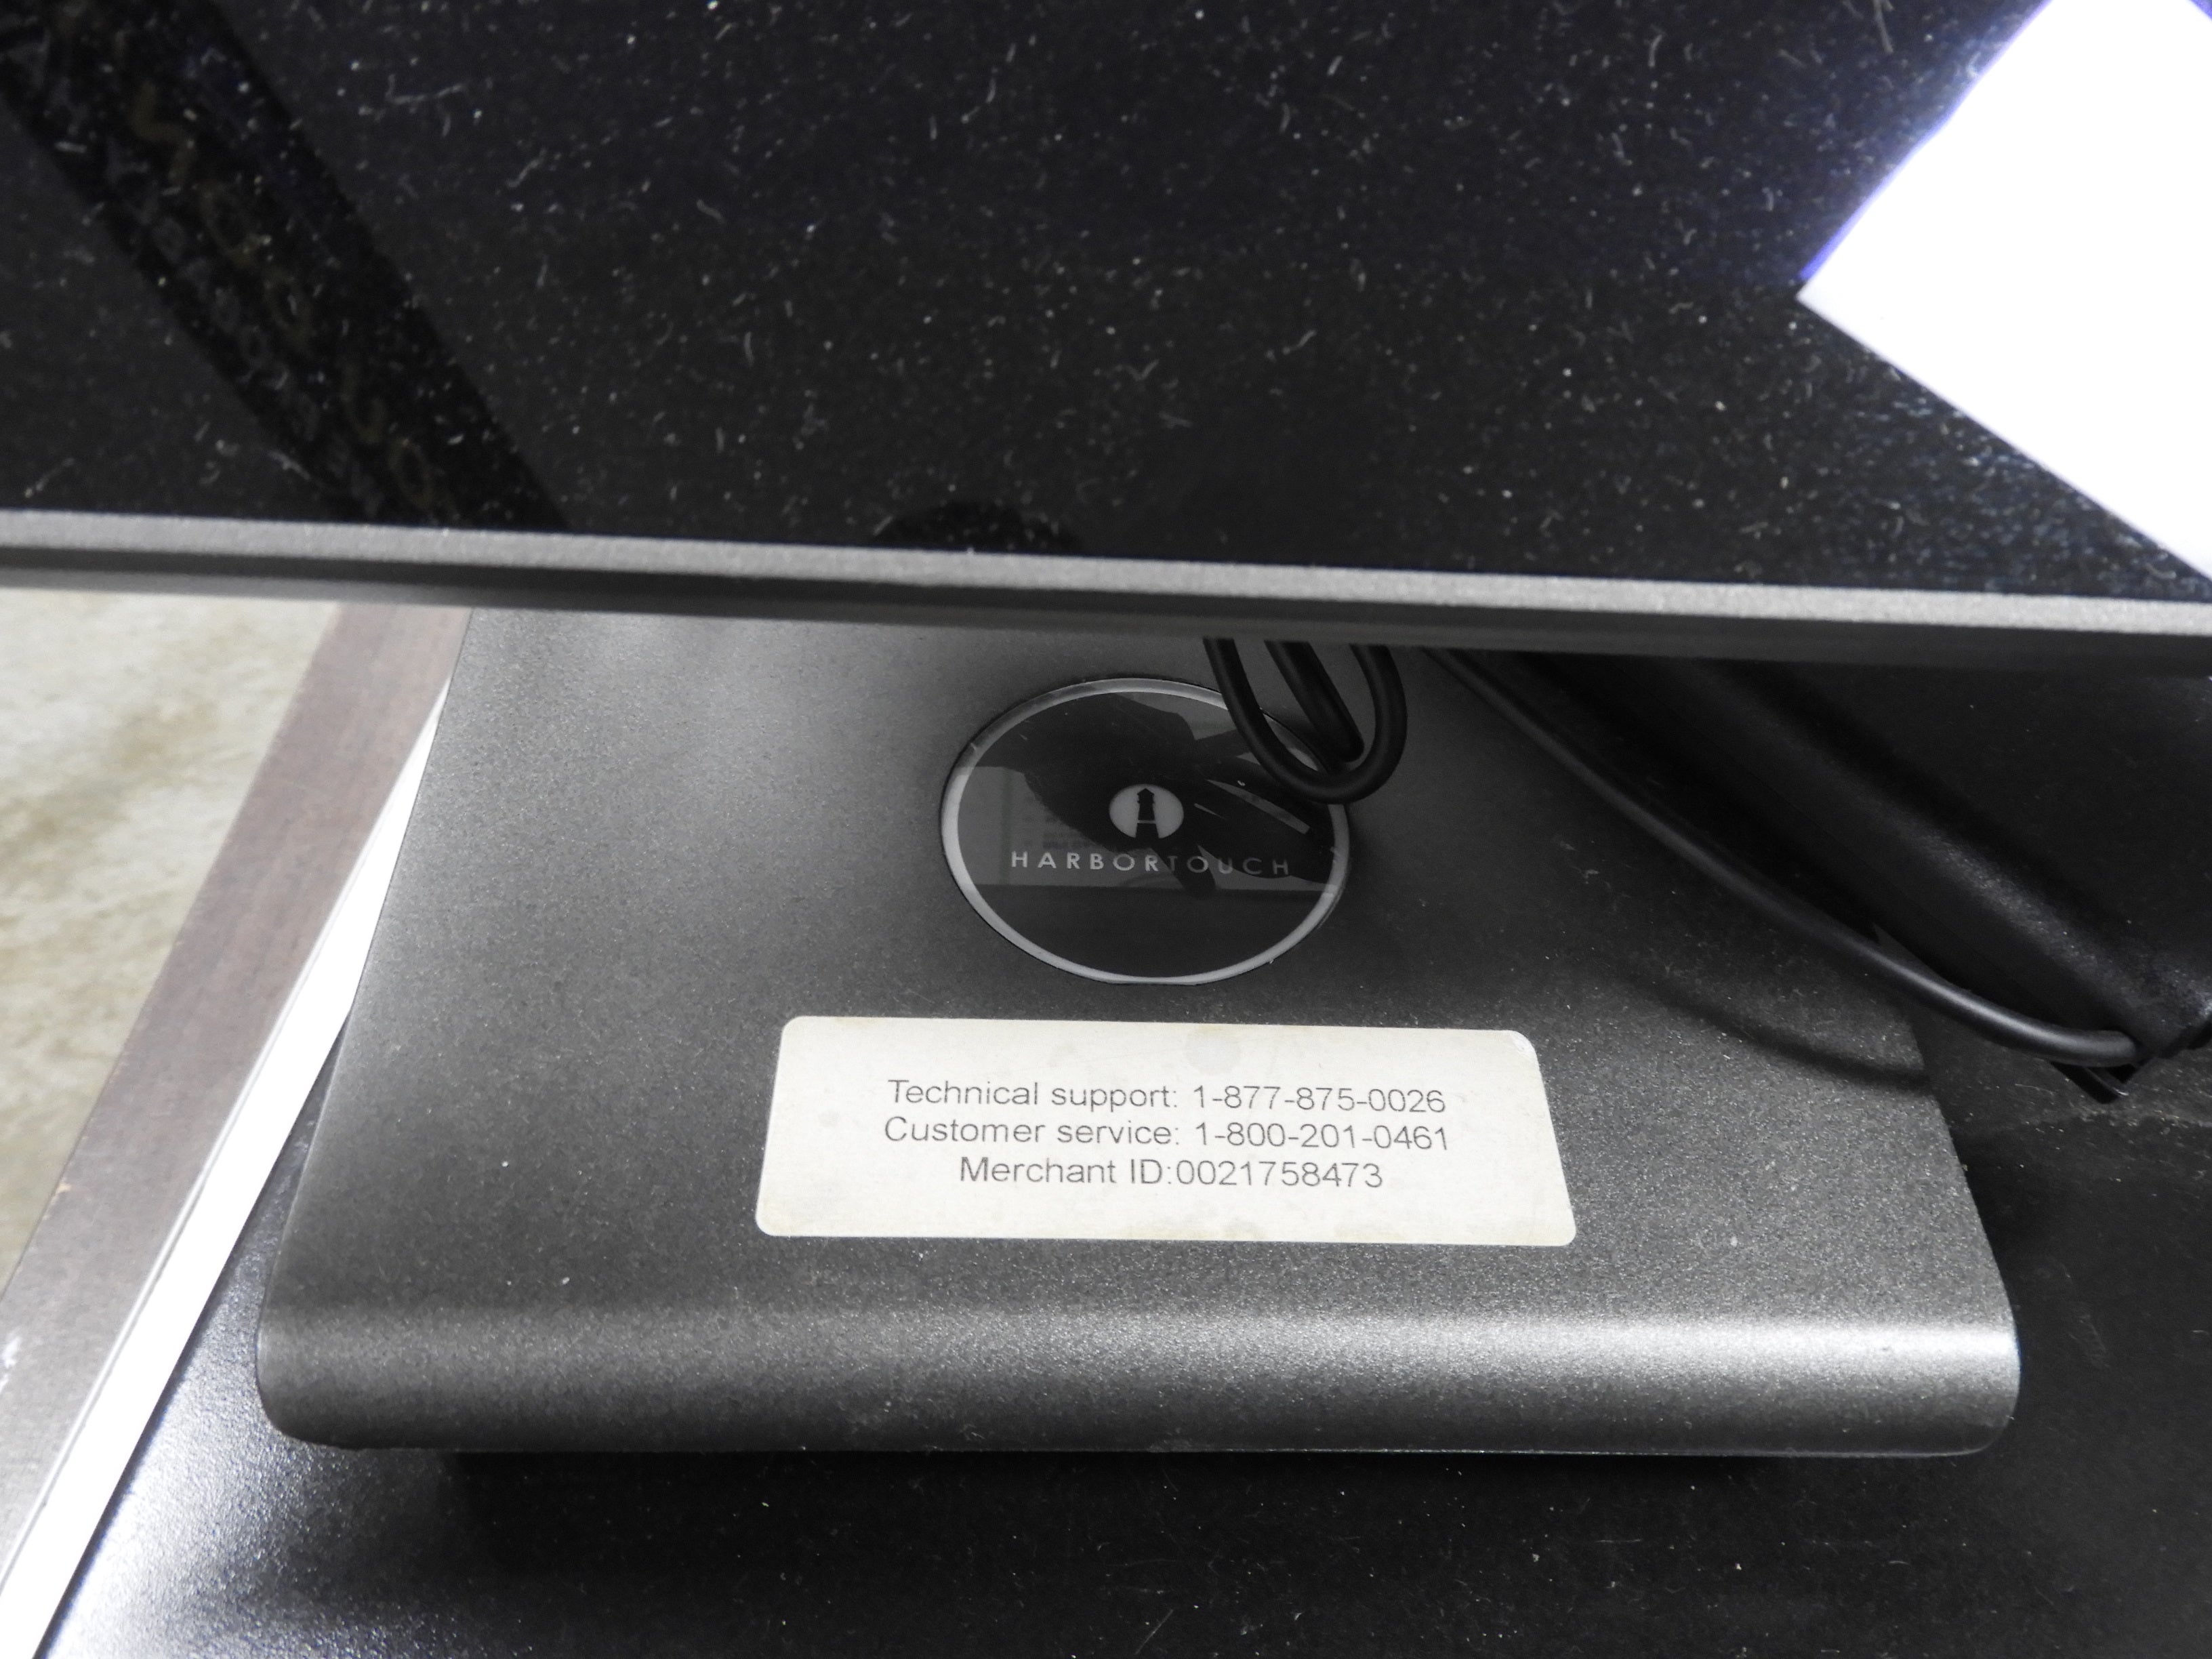 HARBORTOUCH
Technical support: 1-877-875-0026
Customer service: 1-800-201-0461
Merchant ID:0021758473